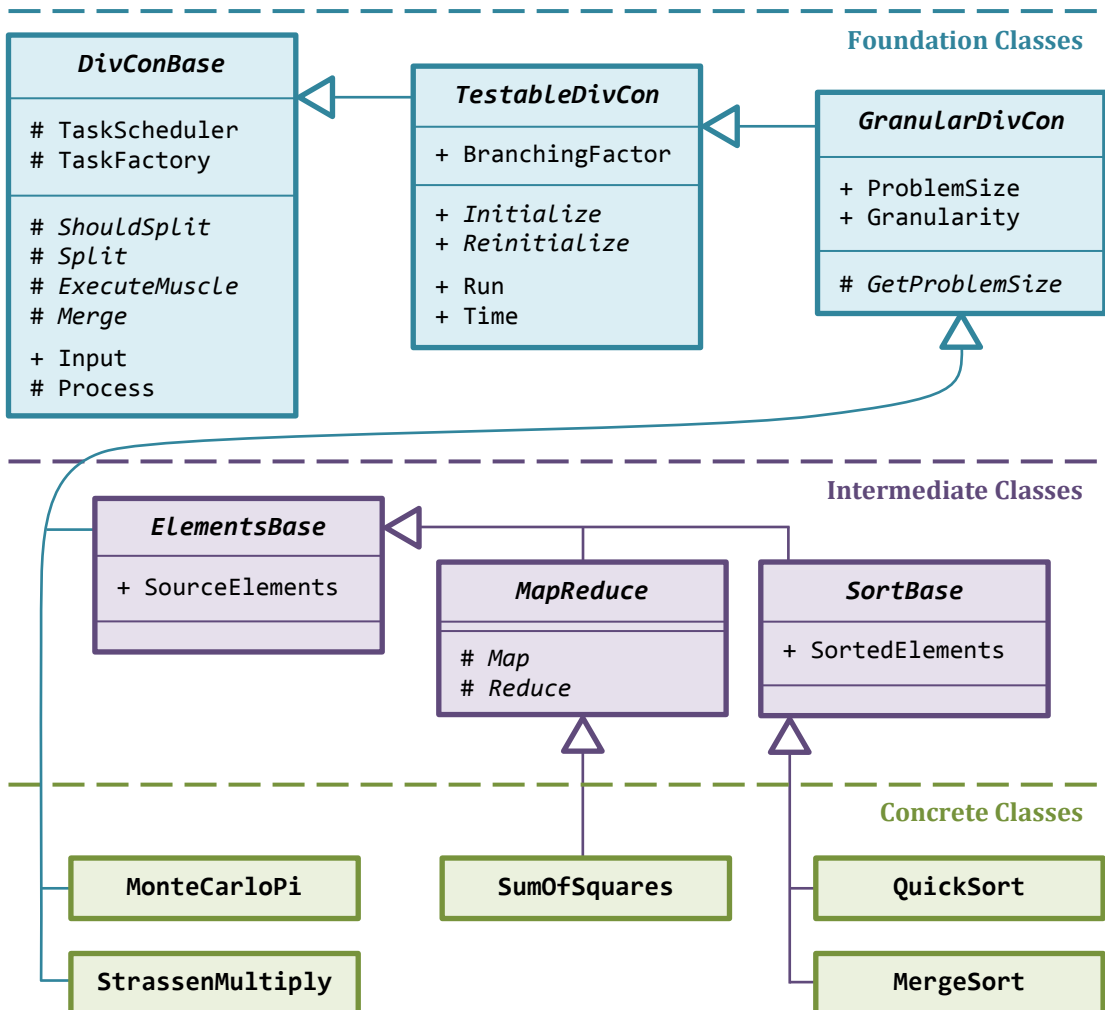 Foundation Classes
DivConBase
# TaskScheduler
# TaskFactory
# ShouldSplit
# Split
# ExecuteMuscle
# Merge
+ Input
# Process
TestableDivCon
+ BranchingFactor
+ Initialize
+ Reinitialize
+ Run
+ Time
GranularDivCon
+ ProblemSize
+ Granularity
# GetProblemSize
Intermediate Classes
ElementsBase
+ SourceElements
MapReduce
# Map
# Reduce
SortBase
+ SortedElements
Concrete Classes
MonteCarloPi
SumOfSquares
QuickSort
StrassenMultiply
MergeSort